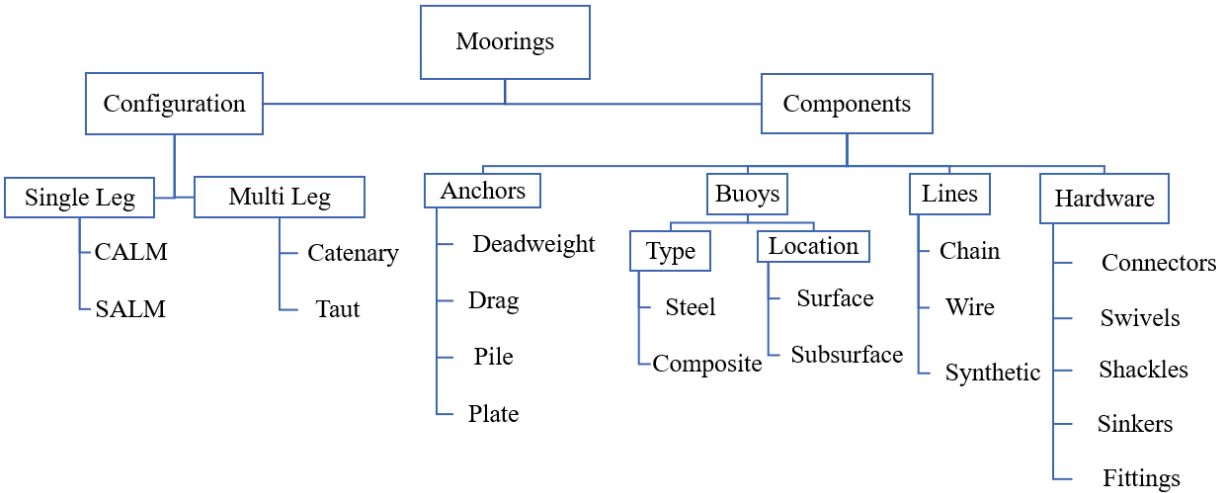 Moorings
Configuration
Components
Single Leg
Multi Leg
CALM
SALM
Catenary
Taut
Anchors
Deadweight
Drag
Pile
Plate
Buoys
Type
Steel
Composite
Location
Surface
Subsurface
Lines
Chain
Wire
Synthetic
Hardware
Connectors
Swivels
Shackles
Sinkers
Fittings